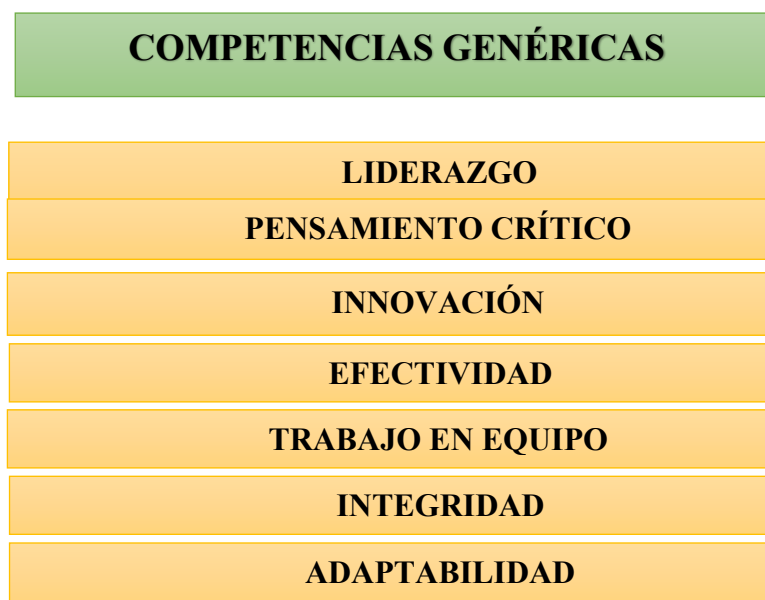 COMPETENCIAS GENÉRICAS
LIDERAZGO
PENSAMIENTO CRÍTICO
INNOVACIÓN
EFECTIVIDAD
TRABAJO EN EQUIPO
INTEGRIDAD
ADAPTABILIDAD